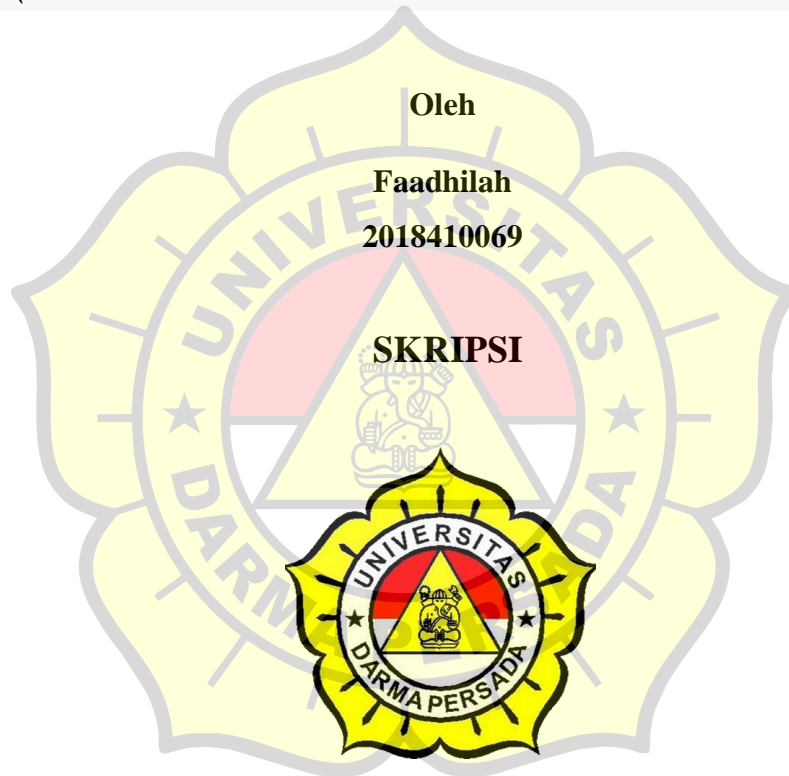 Oleh
Faadhilah
2018410069
SKRIPSI
UNIVERSITAS
DARMA PERSADA
UNIVERSITAS
DARMA PERSADA